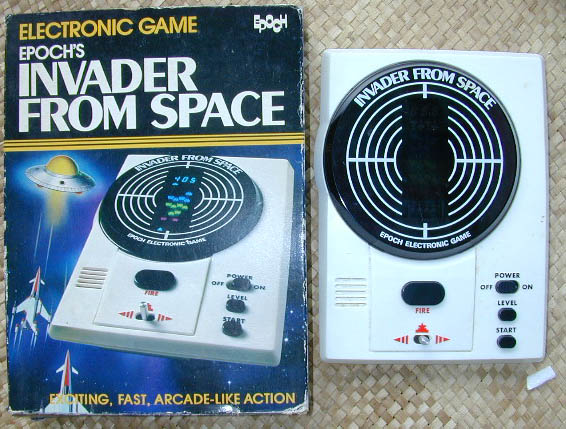 ELECTRONIC GAME
EPOCH
EPOCH'S
INVADER
FROM SPACE
INVADER FROM SPACE
405
EPOCH ELECTRONIC GAME
POWER
OFF ON
LEVEL
START
FIRE
EXCITING, FAST, ARCADE-LIKE ACTION
INVADER FROM SPACE
EPOCH ELECTRONIC GAME
POWER
OFF ON
LEVEL
START
FIRE